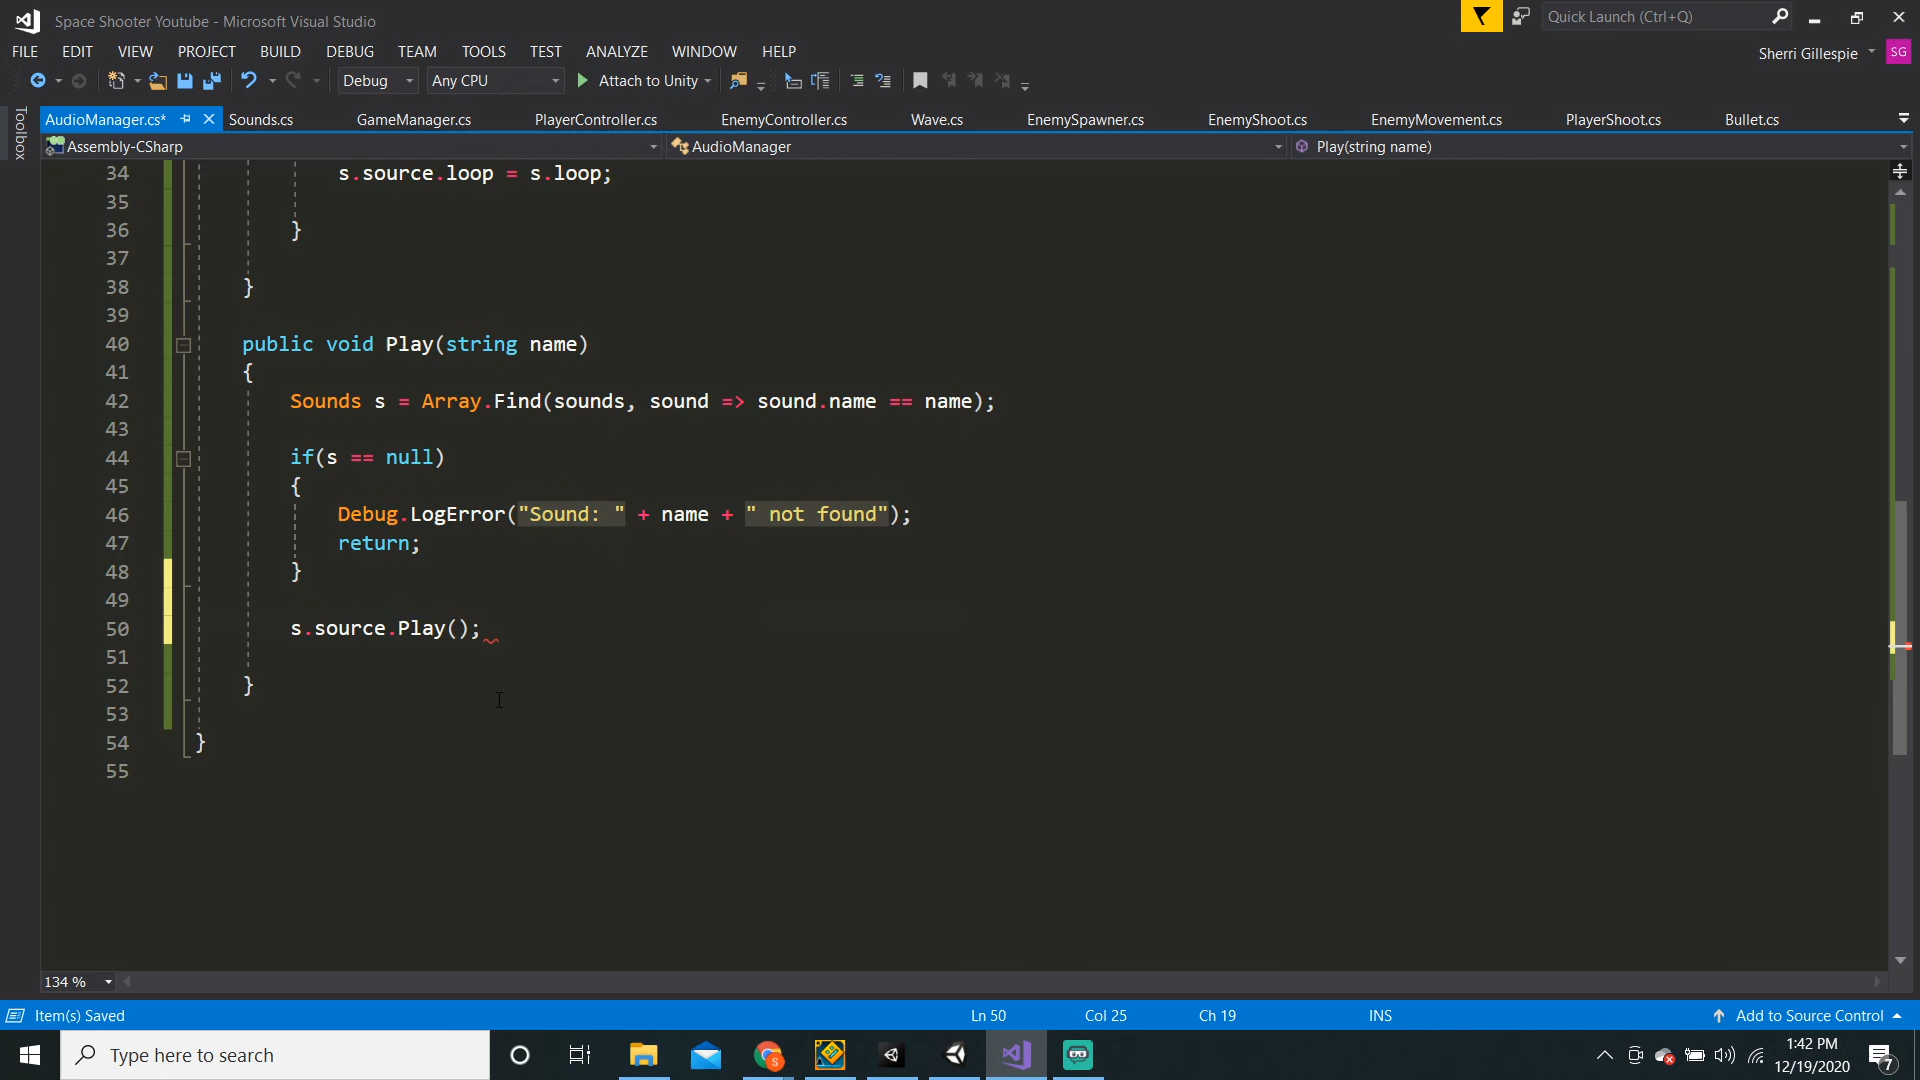 Space Shooter Youtube - Microsoft Visual Studio
Quick Launch (Ctrl+Q)
FILE EDIT VIEW PROJECT BUILD DEBUG TEAM TOOLS TEST ANALYZE WINDOW HELP
Sherri Gillespie SG
Debug Any CPU Attach to Unity
Toolbox
AudioManager.cs* Sounds.cs GameManager.cs PlayerController.cs EnemyController.cs Wave.cs EnemySpawner.cs EnemyShoot.cs EnemyMovement.cs PlayerShoot.cs Bullet.cs
Assembly-CSharp AudioManager Play(string name)
34 s.source.loop = s.loop;
35
36 }
37
38 }
39
40 public void Play(string name)
41 {
42 Sounds s = Array.Find(sounds, sound => sound.name == name);
43
44 if(s == null)
45 {
46 Debug.LogError("Sound: " + name + " not found");
47 return;
48 }
49
50 s.source.Play();
51
52 }
53
54 }
55
134 %
Item(s) Saved Ln 50 Col 25 Ch 19 INS Add to Source Control
Type here to search
1:42 PM
12/19/2020
7